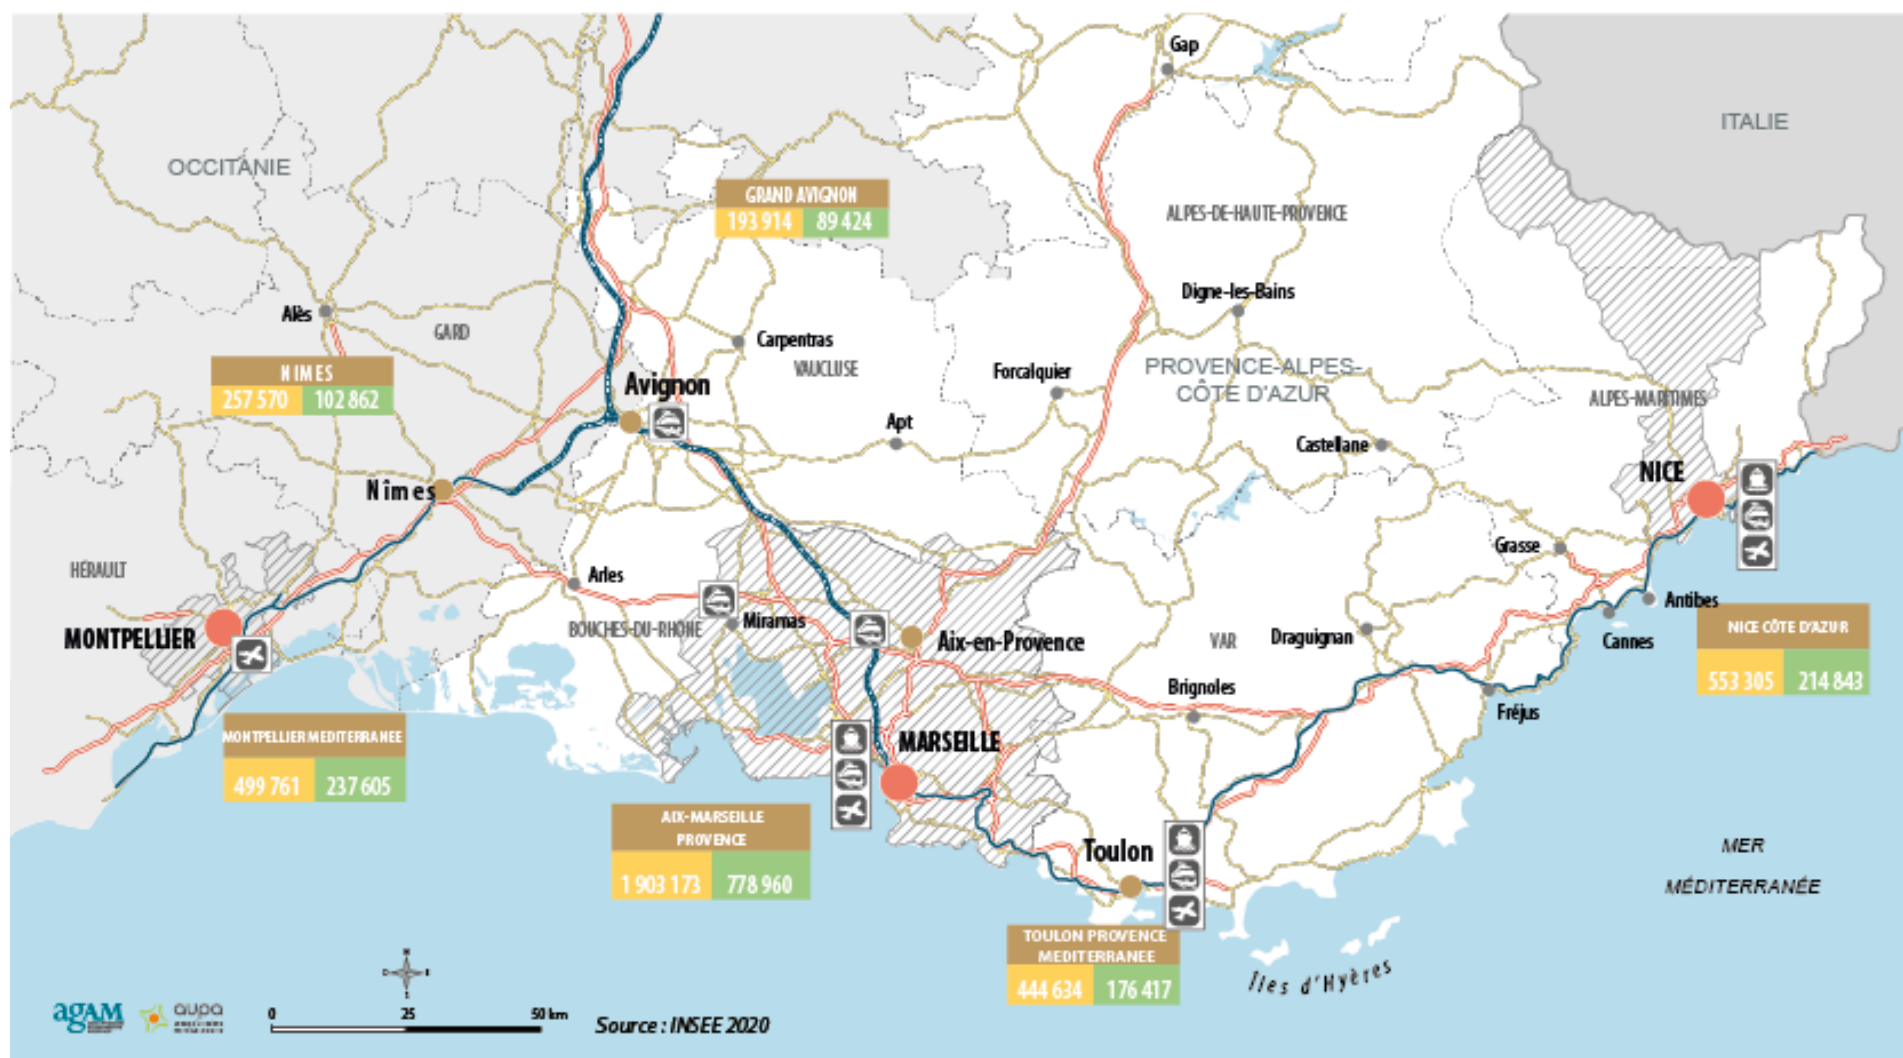 Gap
ITALIE
OCCITANIE
GRAND AVIGNON
193 914 89 424
ALPES-DE-HAUTE-PROVENCE
Digne-les-Bains
Alès
GARD
Carpentras
VAUCLUSE
Forcalquier
PROVENCE-ALPES-
CÔTE D'AZUR
NIMES
257 570 102 862
Avignon
ALPES-MARITIMES
Apt
Castellane
NICE
Nîmes
Grasse
HÉRAULT
Arles
Antibes
MONTPELLIER
BOUCHES-DU-RHÔNE
Miramas
Aix-en-Provence
VAR
Draguignan
Cannes
NICE CÔTE D'AZUR
553 305 214 843
Brignoles
Fréjus
MONTPELLIER MEDITERRANEE
499 761 237 605
MARSEILLE
AIX-MARSEILLE
PROVENCE
1 903 173 778 960
Toulon
MER
MÉDITERRANÉE
TOULON PROVENCE
MEDITERRANEE
444 634 176 417
Iles d'Hyères
agAM
aupa
0 25 50 km
Source : INSEE 2020